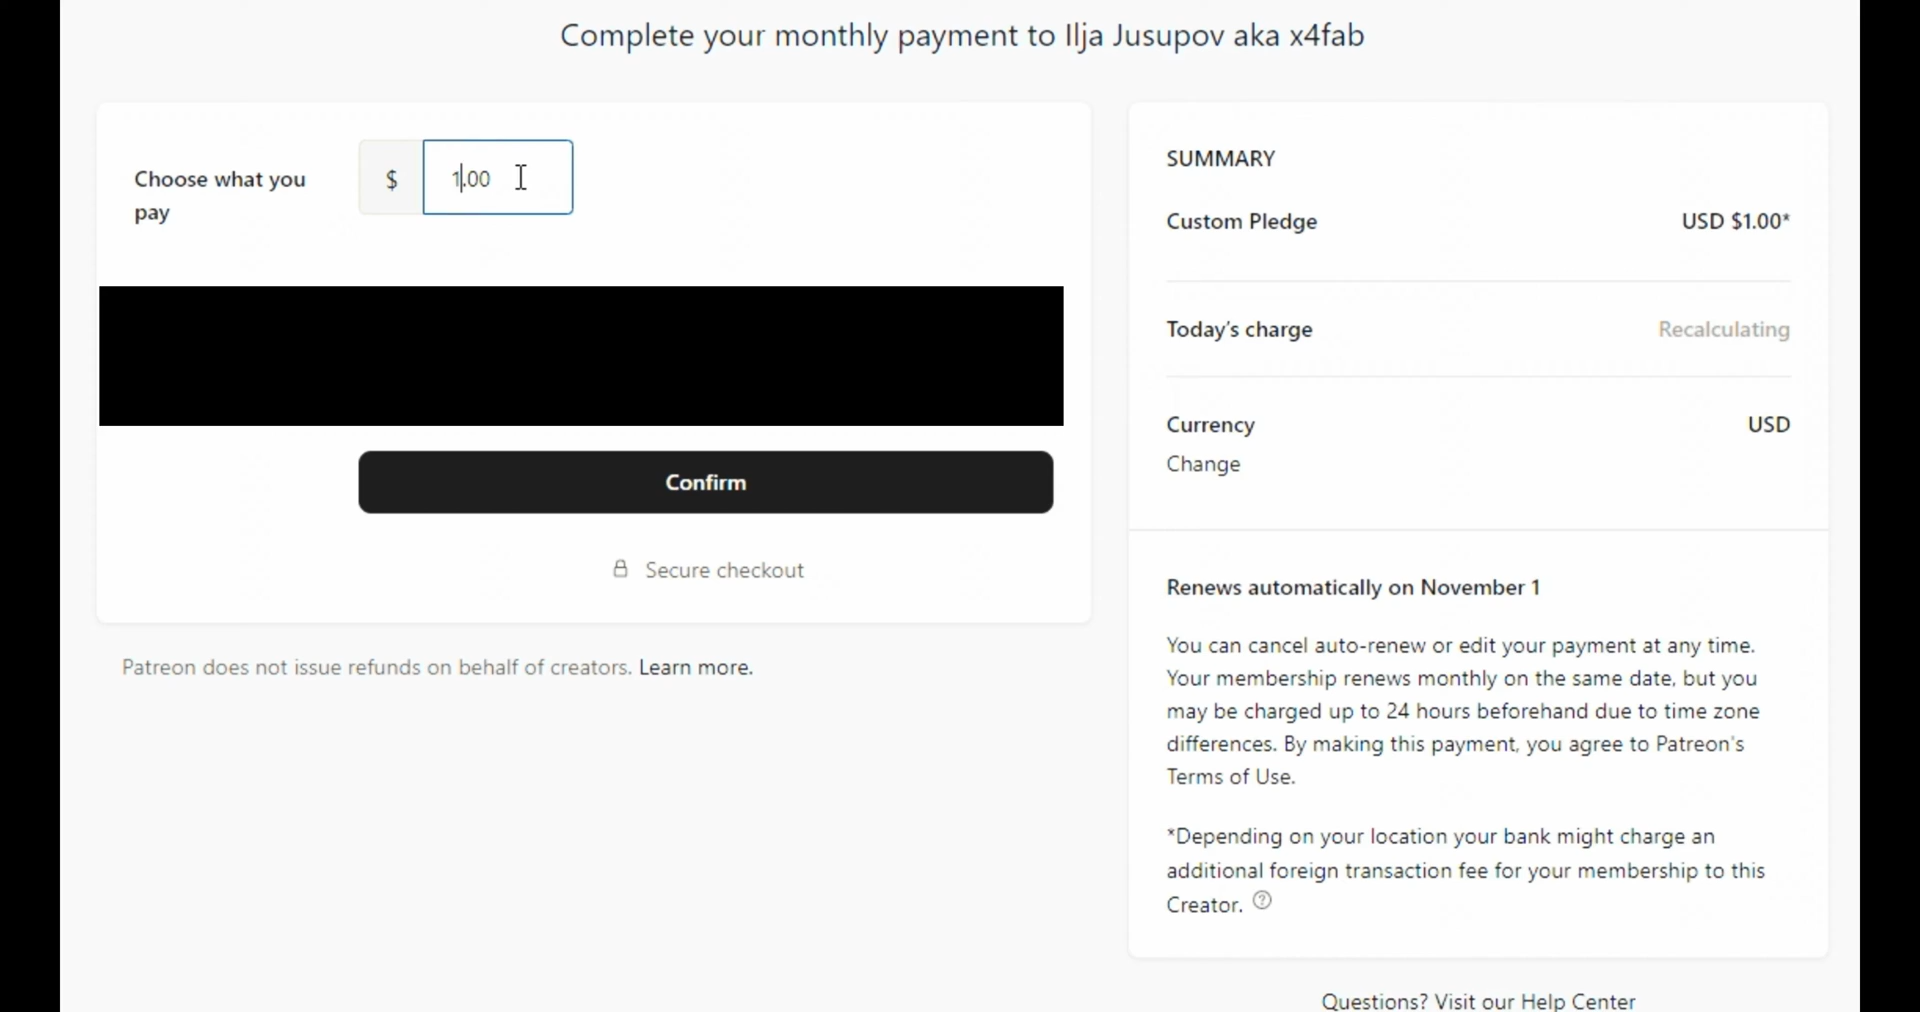 Complete your monthly payment to Ilja Jusupov aka x4fab
Choose what you
pay
$
1.00
Confirm
Secure checkout
Patreon does not issue refunds on behalf of creators. Learn more.
SUMMARY
Custom Pledge USD $1.00*
Today's charge Recalculating
Currency USD
Change
Renews automatically on November 1
You can cancel auto-renew or edit your payment at any time.
Your membership renews monthly on the same date, but you
may be charged up to 24 hours beforehand due to time zone
differences. By making this payment, you agree to Patreon's
Terms of Use.
*Depending on your location your bank might charge an
additional foreign transaction fee for your membership to this
Creator. ?
Questions? Visit our Help Center